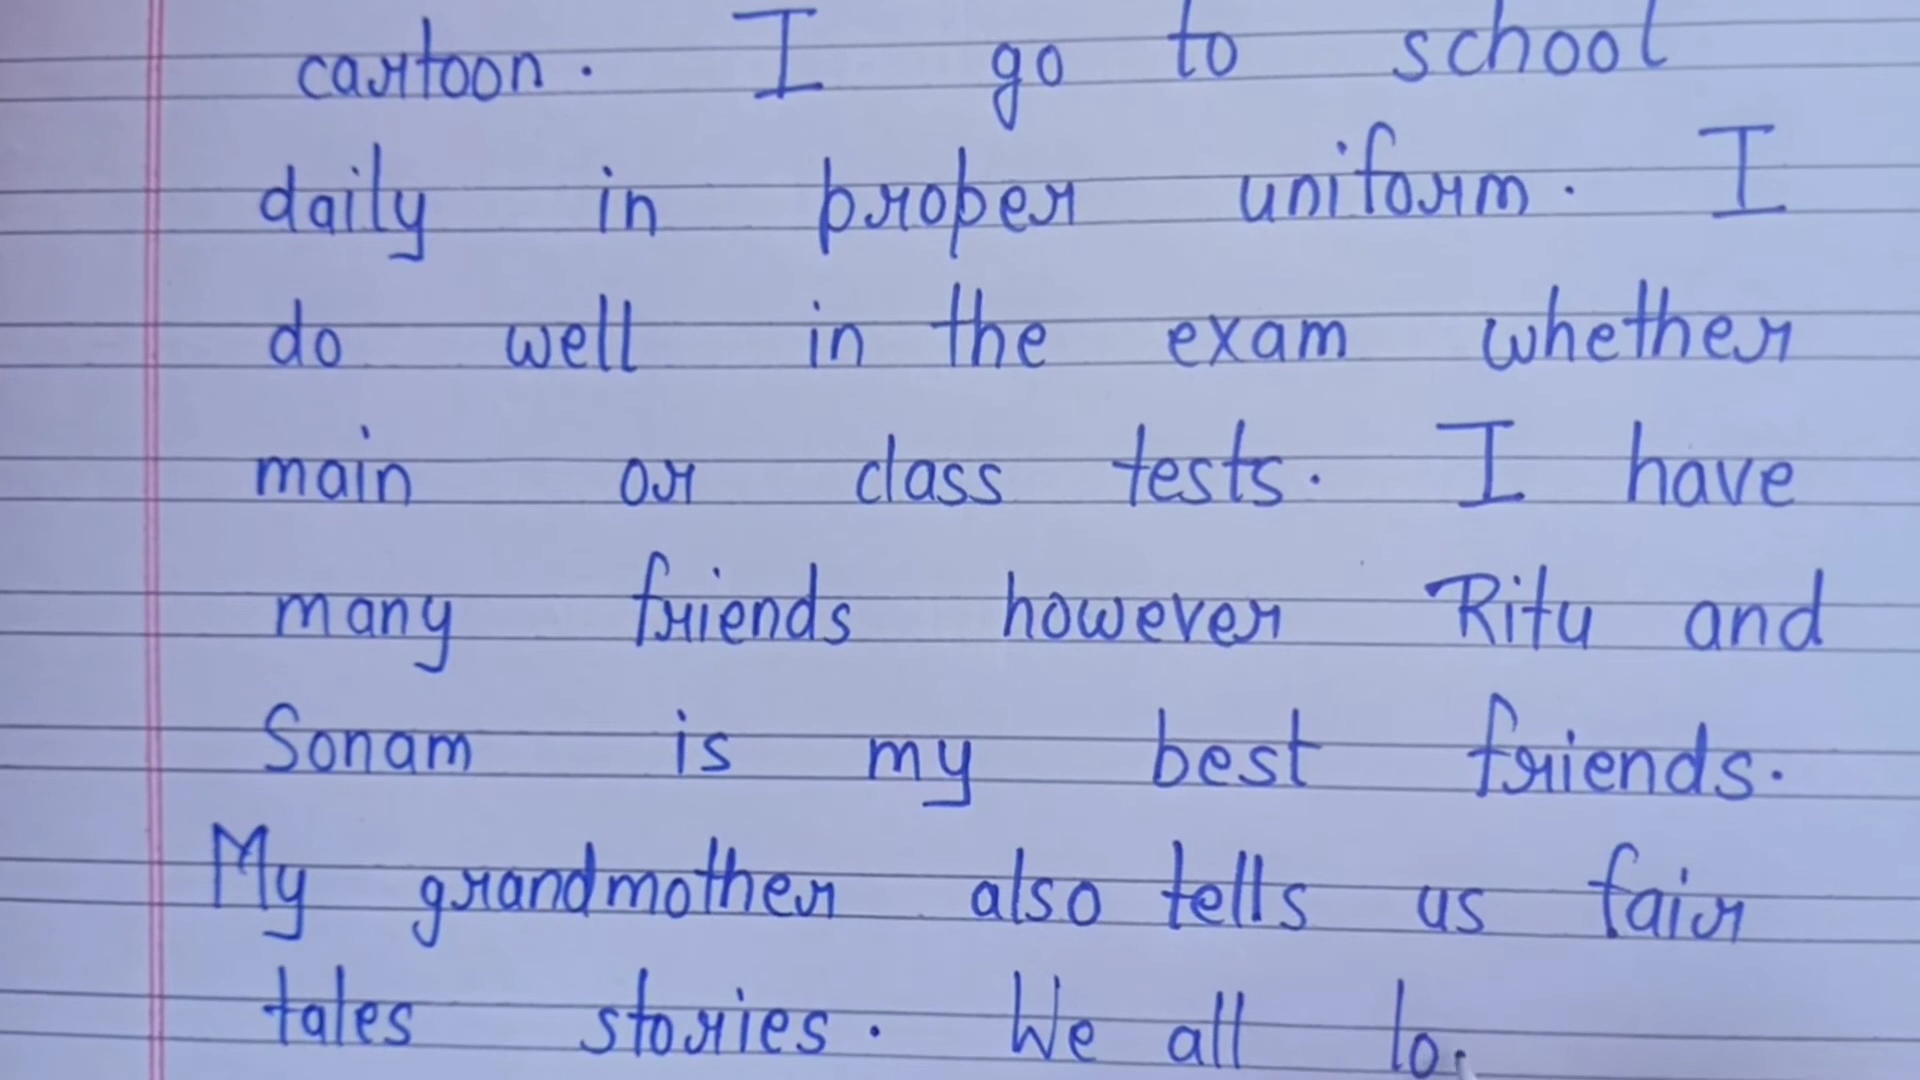 cartoon. I go to school
daily in proper uniform. I
do well in the exam whether
main or class tests. I have
many friends however Ritu and
Sonam is my best friends.
My grandmother also tells us fair
tales stories. We all lo